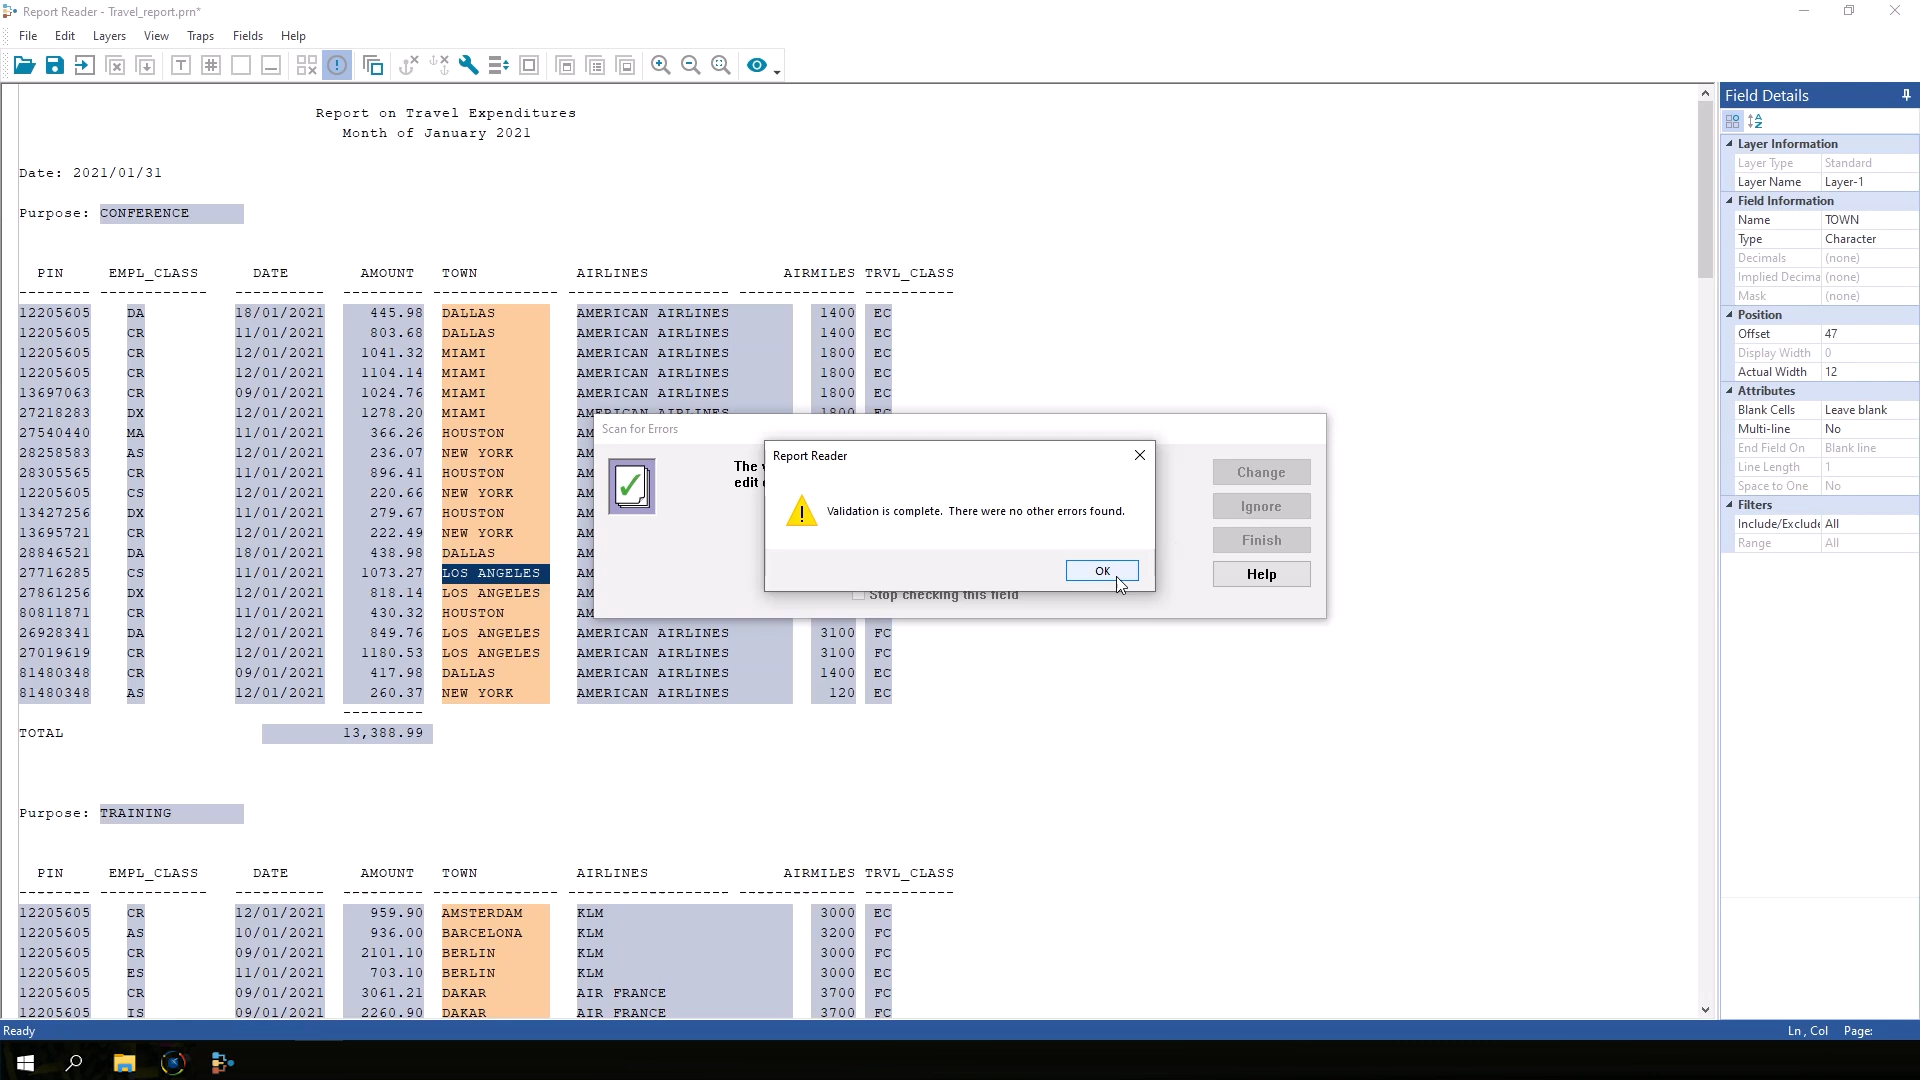 Report Reader - Travel_report.prn*
File Edit Layers View Traps Fields Help
Report on Travel Expenditures
Month of January 2021
Date: 2021/01/31
Purpose: CONFERENCE
PIN EMPL_CLASS DATE AMOUNT TOWN AIRLINES AIRMILES TRVL_CLASS
12205605 DA 18/01/2021 445.98 DALLAS AMERICAN AIRLINES 1400 EC
12205605 CR 11/01/2021 803.68 DALLAS AMERICAN AIRLINES 1400 EC
12205605 CR 12/01/2021 1041.32 MIAMI AMERICAN AIRLINES 1800 EC
12205605 CR 12/01/2021 1104.14 MIAMI AMERICAN AIRLINES 1800 EC
13697063 CR 09/01/2021 1024.76 MIAMI AMERICAN AIRLINES 1800 EC
27218283 DX 12/01/2021 1278.20 MIAMI AMERICAN AIRLINES 1800 EC
27540440 MA 11/01/2021 366.26 HOUSTON AM
28258583 AS 12/01/2021 236.07 NEW YORK AM
28305565 CR 11/01/2021 896.41 HOUSTON AM
12205605 CS 12/01/2021 220.66 NEW YORK AM
13427256 DX 11/01/2021 279.67 HOUSTON AM
13695721 CR 12/01/2021 222.49 NEW YORK AM
28846521 DA 18/01/2021 438.98 DALLAS AM
27716285 CS 11/01/2021 1073.27 LOS ANGELES AM
27861256 DX 12/01/2021 818.14 LOS ANGELES AM
80811871 CR 11/01/2021 430.32 HOUSTON AM
26928341 DA 12/01/2021 849.76 LOS ANGELES AMERICAN AIRLINES 3100 FC
27019619 CR 12/01/2021 1180.53 LOS ANGELES AMERICAN AIRLINES 3100 FC
81480348 CR 09/01/2021 417.98 DALLAS AMERICAN AIRLINES 1400 EC
81480348 AS 12/01/2021 260.37 NEW YORK AMERICAN AIRLINES 120 EC
TOTAL 13,388.99
Purpose: TRAINING
PIN EMPL_CLASS DATE AMOUNT TOWN AIRLINES AIRMILES TRVL_CLASS
12205605 CR 12/01/2021 959.90 AMSTERDAM KLM 3000 EC
12205605 AS 10/01/2021 936.00 BARCELONA KLM 3200 FC
12205605 CR 09/01/2021 2101.10 BERLIN KLM 3000 FC
12205605 ES 11/01/2021 703.10 BERLIN KLM 3000 EC
12205605 CR 09/01/2021 3061.21 DAKAR AIR FRANCE 3700 FC
12205605 IS 09/01/2021 2260.90 DAKAR AIR FRANCE 3700 FC
Scan for Errors
The
edit
Change
Ignore
Finish
Help
Stop checking this field
Report Reader
Validation is complete. There were no other errors found.
OK
Field Details
Layer Information
Layer Type Standard
Layer Name Layer-1
Field Information
Name TOWN
Type Character
Decimals (none)
Implied Decima (none)
Mask (none)
Position
Offset 47
Display Width 0
Actual Width 12
Attributes
Blank Cells Leave blank
Multi-line No
End Field On Blank line
Line Length 1
Space to One No
Filters
Include/Exclude All
Range All
Ready
Ln, Col Page: